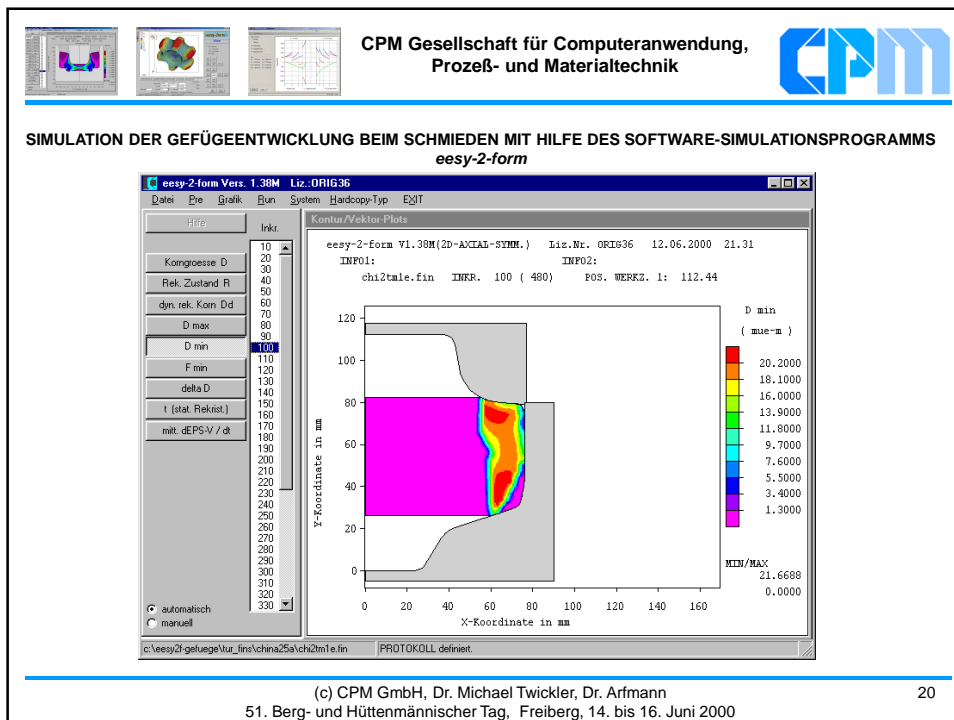 CPM Gesellschaft für Computeranwendung,
Prozeß- und Materialtechnik
CPM
SIMULATION DER GEFÜGEENTWICKLUNG BEIM SCHMIEDEN MIT HILFE DES SOFTWARE-SIMULATIONSPROGRAMMS
eesy-2-form
eesy-2-form Vers. 1.38M Liz.:ORIG36
Datei Pre Grafik Run System Hardcopy-Typ EXIT
Hilfe
Korngroesse D
Rek. Zustand R
dyn. rek. Korn Dd
D max
D min
F min
delta D
t (stat. Rekrist.)
mitt. dEPS-V / dt
automatisch
manuell
Inkr.
10
20
30
40
50
60
70
80
90
100
110
120
130
140
150
160
170
180
190
200
210
220
230
240
250
260
270
280
290
300
310
320
330
Kontur/Vektor-Plots
eesy-2-form V1.38M(2D-AXIAL-SYMM.) Liz.Nr. ORIG36 12.06.2000 21.31
INFO1: INFO2:
chi2tm1e.fin INKR. 100 ( 480) POS. WERKZ. 1: 112.44
Y-Koordinate in mm
120
100
80
60
40
20
0
0 20 40 60 80 100 120 140 160
X-Koordinate in mm
D min
( mue-m )
20.2000
18.1000
16.0000
13.9000
11.8000
9.7000
7.6000
5.5000
3.4000
1.3000
MIN/MAX
21.6688
0.0000
c:\eesy2f-gefuege\tur_fins\china25a\chi2tm1e.fin PROTOKOLL definiert.
(c) CPM GmbH, Dr. Michael Twickler, Dr. Arfmann
20
51. Berg- und Hüttenmännischer Tag, Freiberg, 14. bis 16. Juni 2000